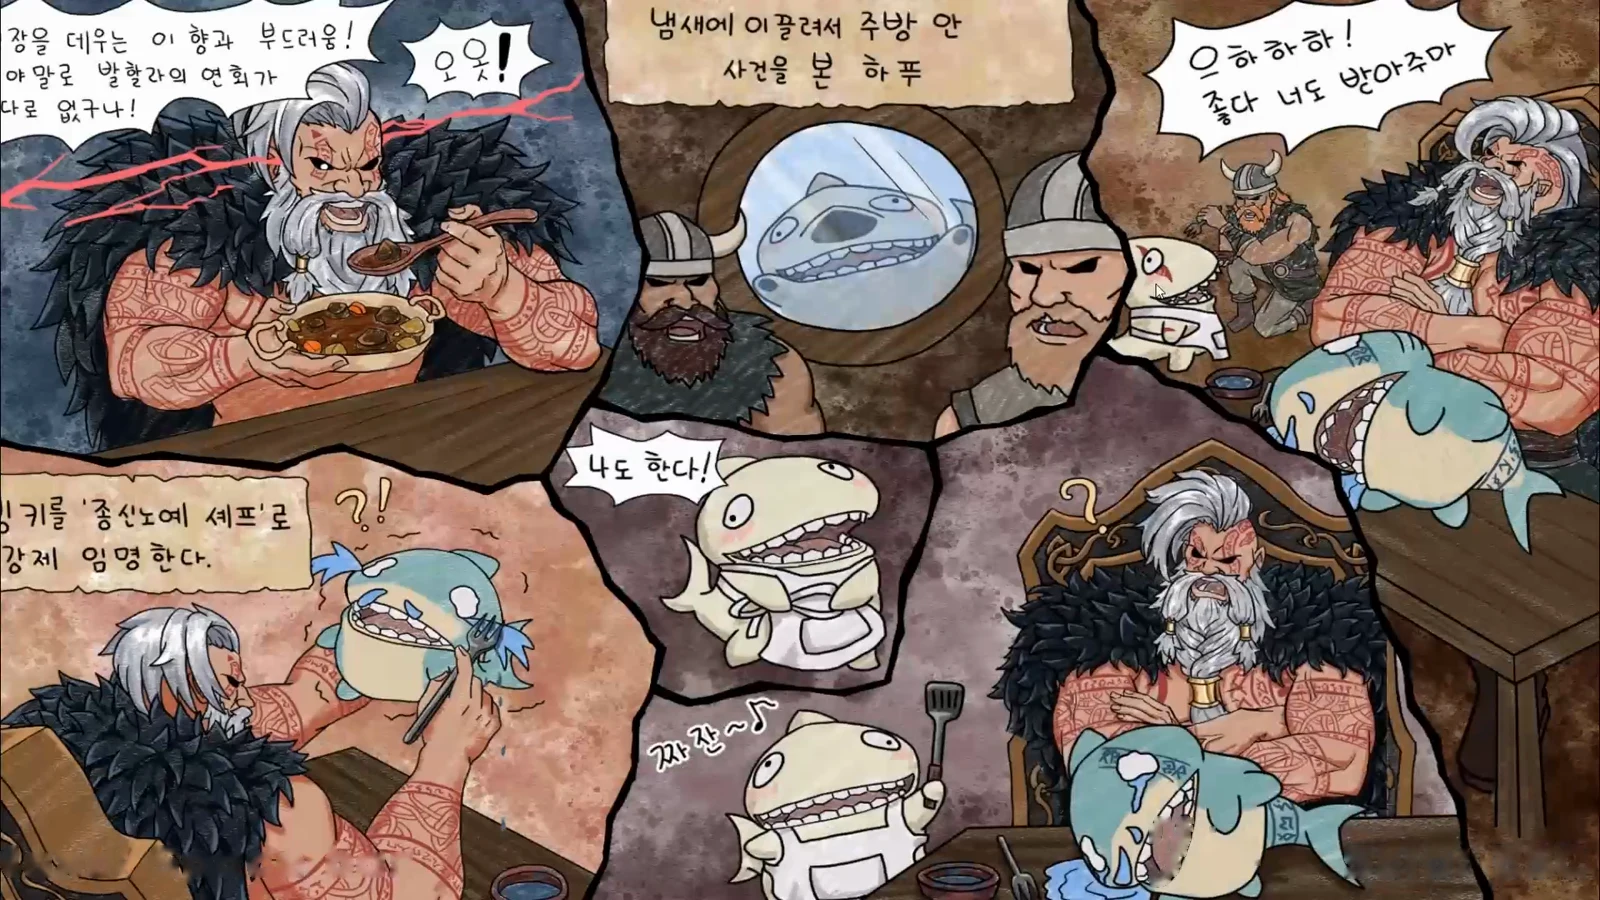 장을 데우는 이 향과 부드러움!
야말로 발할라의 연회가
다로 없구나!
오옷!
냄새에 이끌려서 주방 안
사건을 본 하푸
으하하하!
좋다 너도 받아주마
밍키를 '종신노예 셰프'로
강제 임명한다.
?!
나도 한다!
짜잔~♪
?